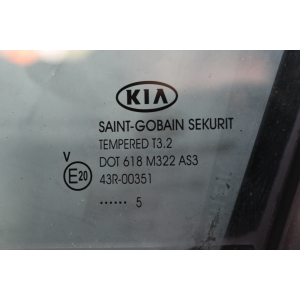 KIA
SAINT-GOBAIN SEKURIT
TEMPERED T3.2
DOT 618 M322 AS3
V
E20 43R-00351
...... 5